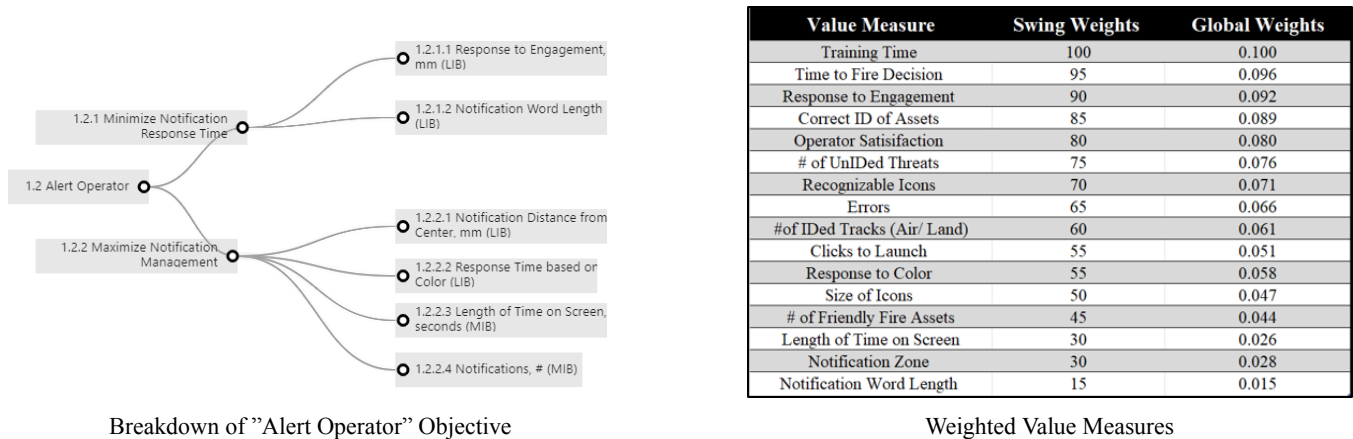 1.2.1.1 Response to Engagement,
mm (LIB)
1.2.1.2 Notification Word Length
(LIB)
1.2.1 Minimize Notification
Response Time
1.2 Alert Operator
1.2.2 Maximize Notification
Management
1.2.2.1 Notification Distance from
Center, mm (LIB)
1.2.2.2 Response Time based on
Color (LIB)
1.2.2.3 Length of Time on Screen,
seconds (MIB)
1.2.2.4 Notifications, # (MIB)
Breakdown of ”Alert Operator” Objective
Value Measure Swing Weights Global Weights
Training Time 100 0.100
Time to Fire Decision 95 0.096
Response to Engagement 90 0.092
Correct ID of Assets 85 0.089
Operator Satisifaction 80 0.080
# of UnIDed Threats 75 0.076
Recognizable Icons 70 0.071
Errors 65 0.066
#of IDed Tracks (Air/ Land) 60 0.061
Clicks to Launch 55 0.051
Response to Color 55 0.058
Size of Icons 50 0.047
# of Friendly Fire Assets 45 0.044
Length of Time on Screen 30 0.026
Notification Zone 30 0.028
Notification Word Length 15 0.015
Weighted Value Measures